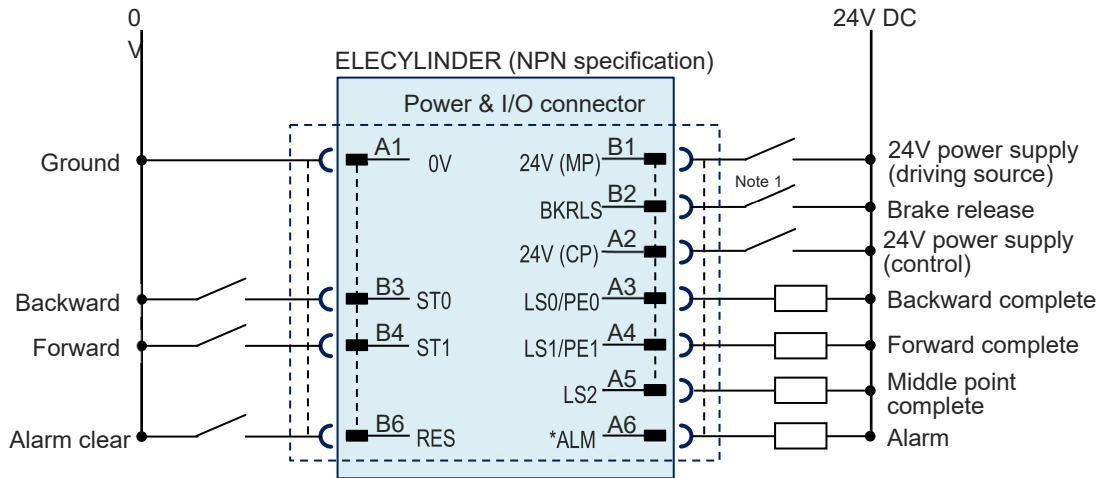 0
V
24V DC
ELECYLINDER (NPN specification)
Power & I/O connector
Ground
A1
0V
24V (MP)
B1
24V power supply
(driving source)
Note 1
BKRLS
B2
Brake release
24V (CP)
A2
24V power supply
(control)
Backward
B3
ST0
LS0/PE0
A3
Backward complete
Forward
B4
ST1
LS1/PE1
A4
Forward complete
LS2
A5
Middle point
complete
Alarm clear
B6
RES
*ALM
A6
Alarm